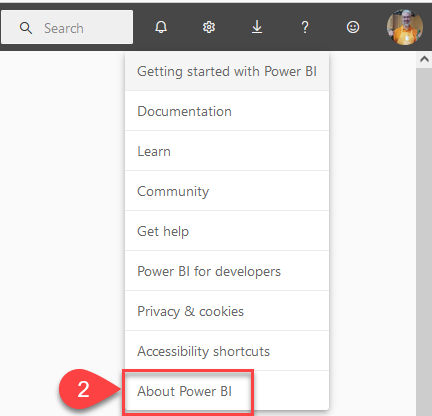 Search
?
Getting started with Power BI
Documentation
Learn
Community
Get help
Power BI for developers
Privacy & cookies
Accessibility shortcuts
2
About Power BI